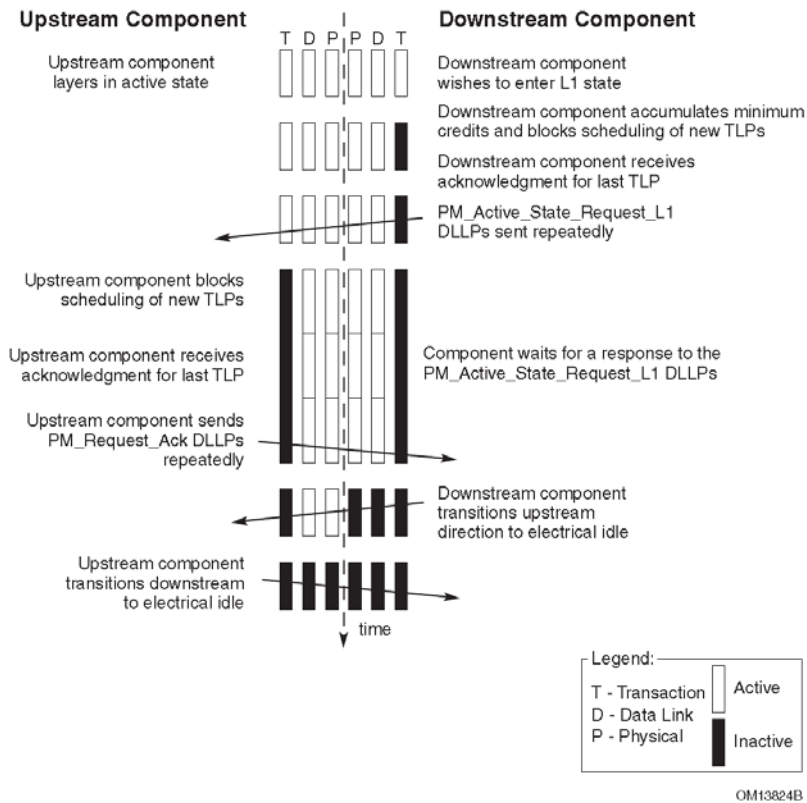 Upstream Component
Downstream Component
T D P P D T
Upstream component
layers in active state
Downstream component
wishes to enter L1 state
Downstream component accumulates minimum
credits and blocks scheduling of new TLPs
Downstream component receives
acknowledgment for last TLP
PM_Active_State_Request_L1
DLLPs sent repeatedly
Upstream component blocks
scheduling of new TLPs
Upstream component receives
acknowledgment for last TLP
Component waits for a response to the
PM_Active_State_Request_L1 DLLPs
Upstream component sends
PM_Request_Ack DLLPs
repeatedly
Downstream component
transitions upstream
direction to electrical idle
Upstream component
transitions downstream
to electrical idle
time
Legend:
T - Transaction
D - Data Link
P - Physical
Active
Inactive
OM13824B